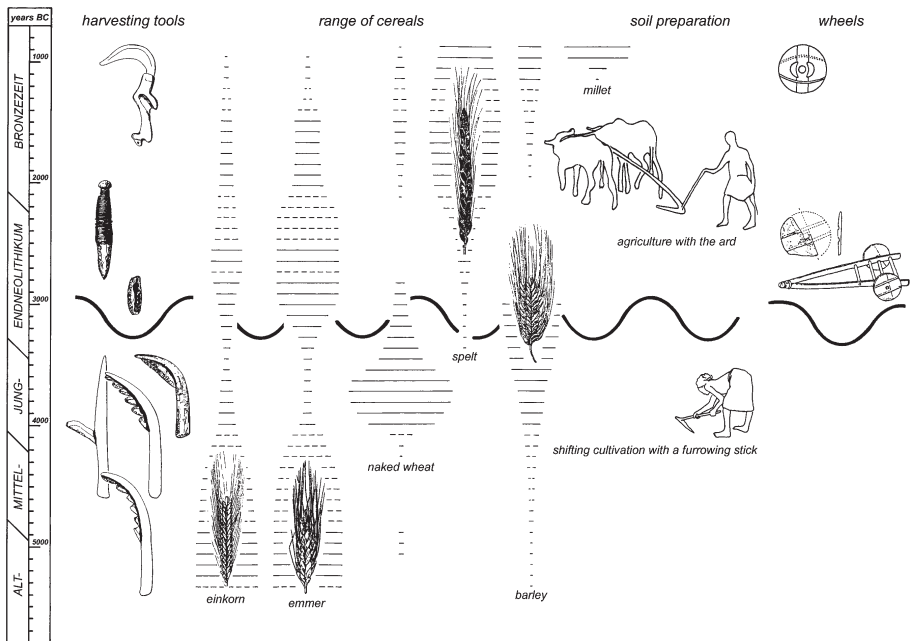 years BC
harvesting tools
range of cereals
soil preparation
wheels
1000
BRONZEZEIT
millet
2000
agriculture with the ard
ENDNEOLITHIKUM
3000
spelt
JUNG-
4000
shifting cultivation with a furrowing stick
naked wheat
MITTEL-
5000
ALT-
einkorn
emmer
barley